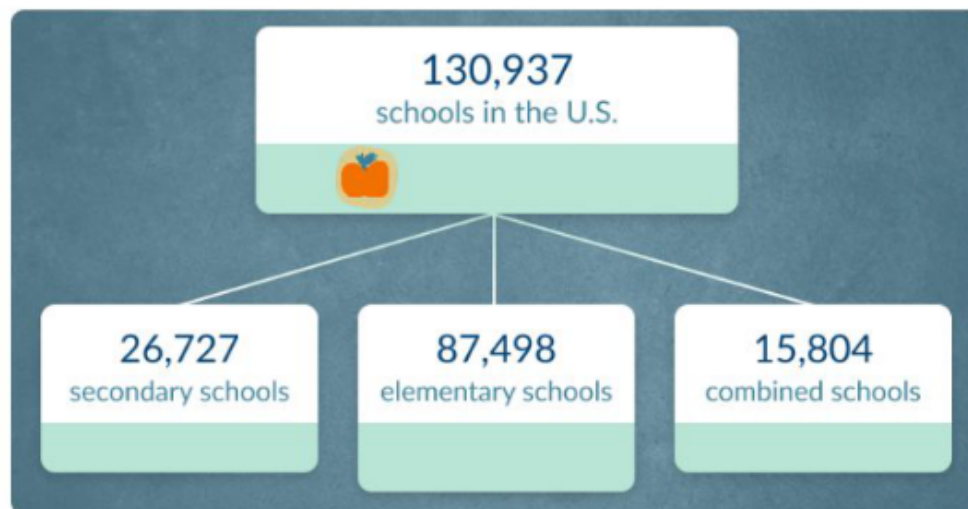 130,937
schools in the U.S.
26,727
secondary schools
87,498
elementary schools
15,804
combined schools